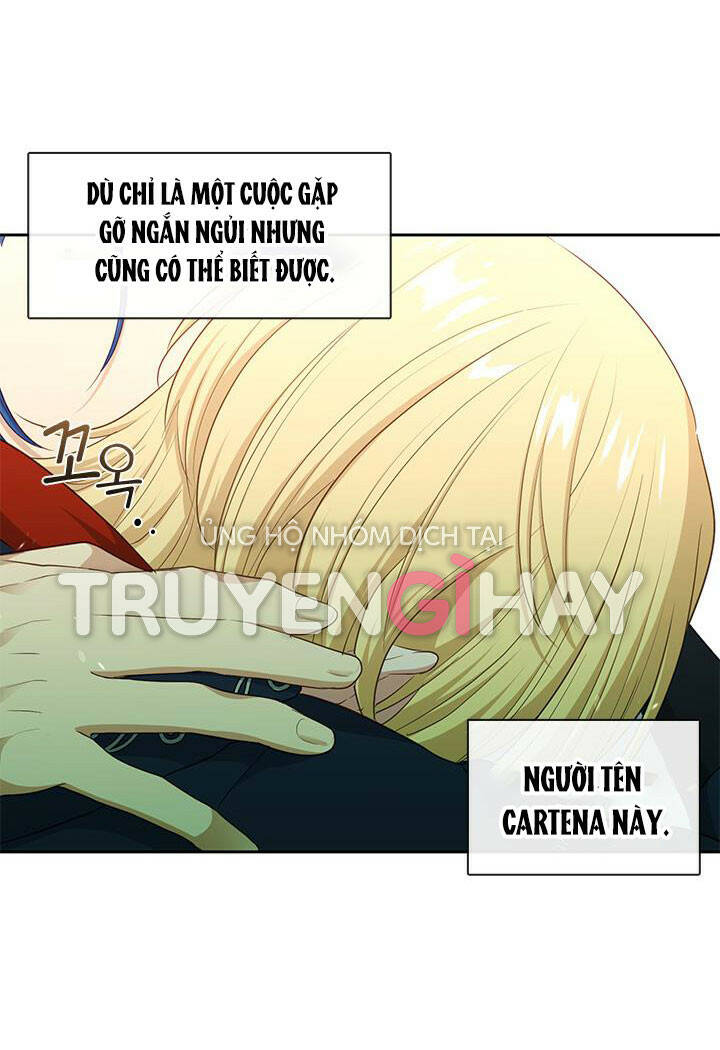 DÙ CHỈ LÀ MỘT CUỘC GẶP
GỠ NGẮN NGỦI NHƯNG
CŨNG CÓ THỂ BIẾT ĐƯỢC.
꼬옥..
ỦNG HỘ NHÓM DỊCH TẠI
TRUYENGÌHAY
NGƯỜI TÊN
CARTENA NÀY.